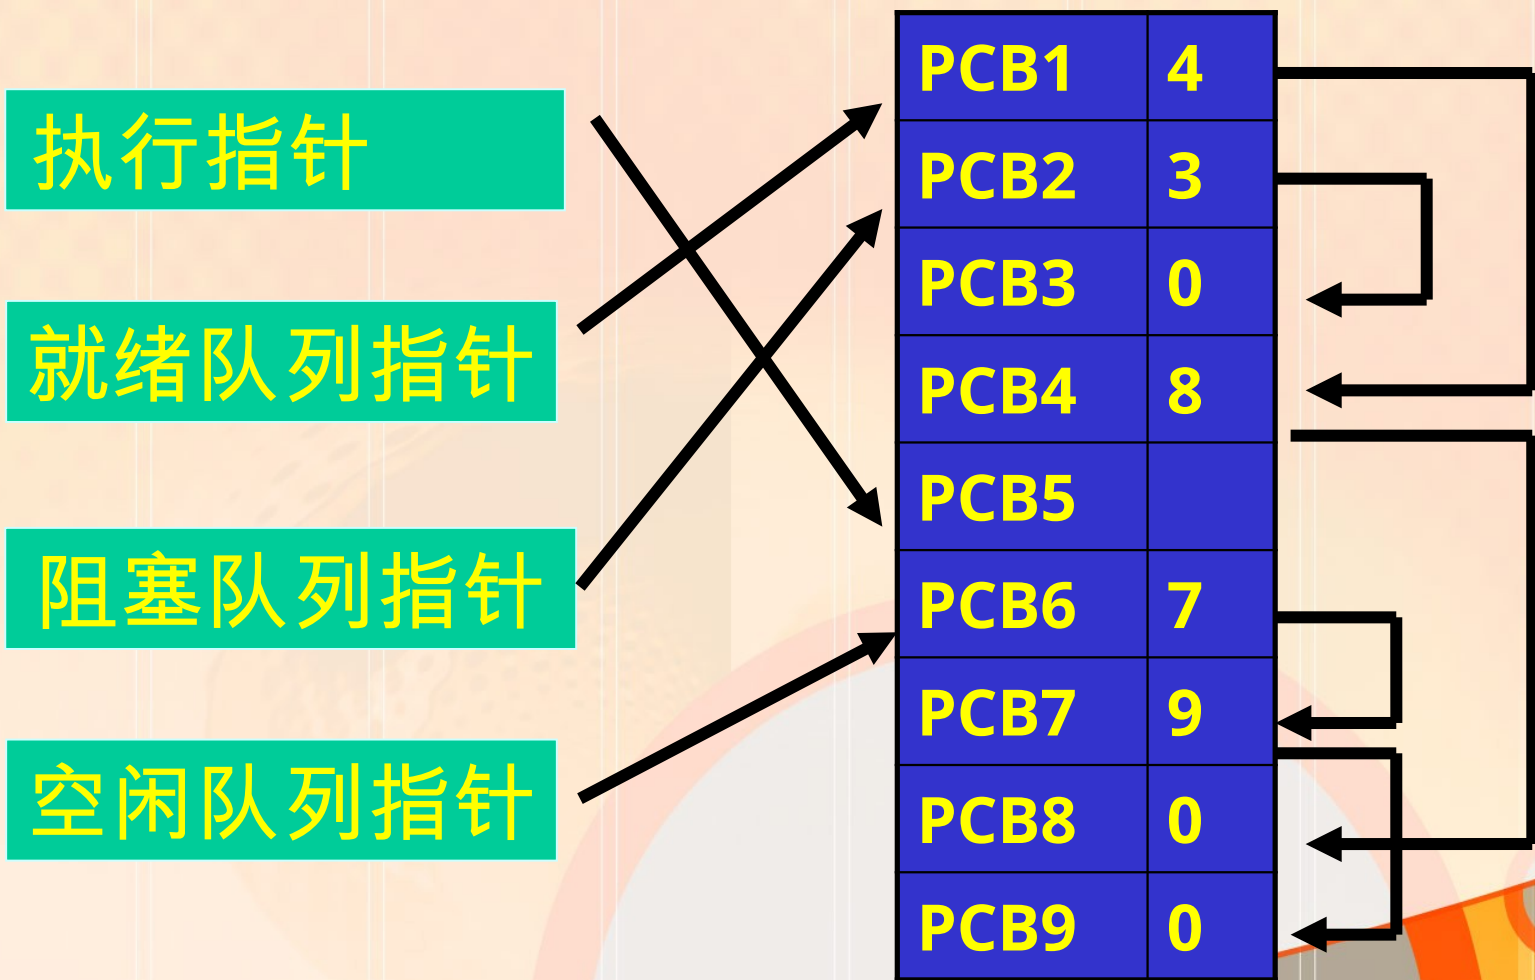 执行指针
就绪队列指针
阻塞队列指针
空闲队列指针
PCB1 4
PCB2 3
PCB3 0
PCB4 8
PCB5
PCB6 7
PCB7 9
PCB8 0
PCB9 0